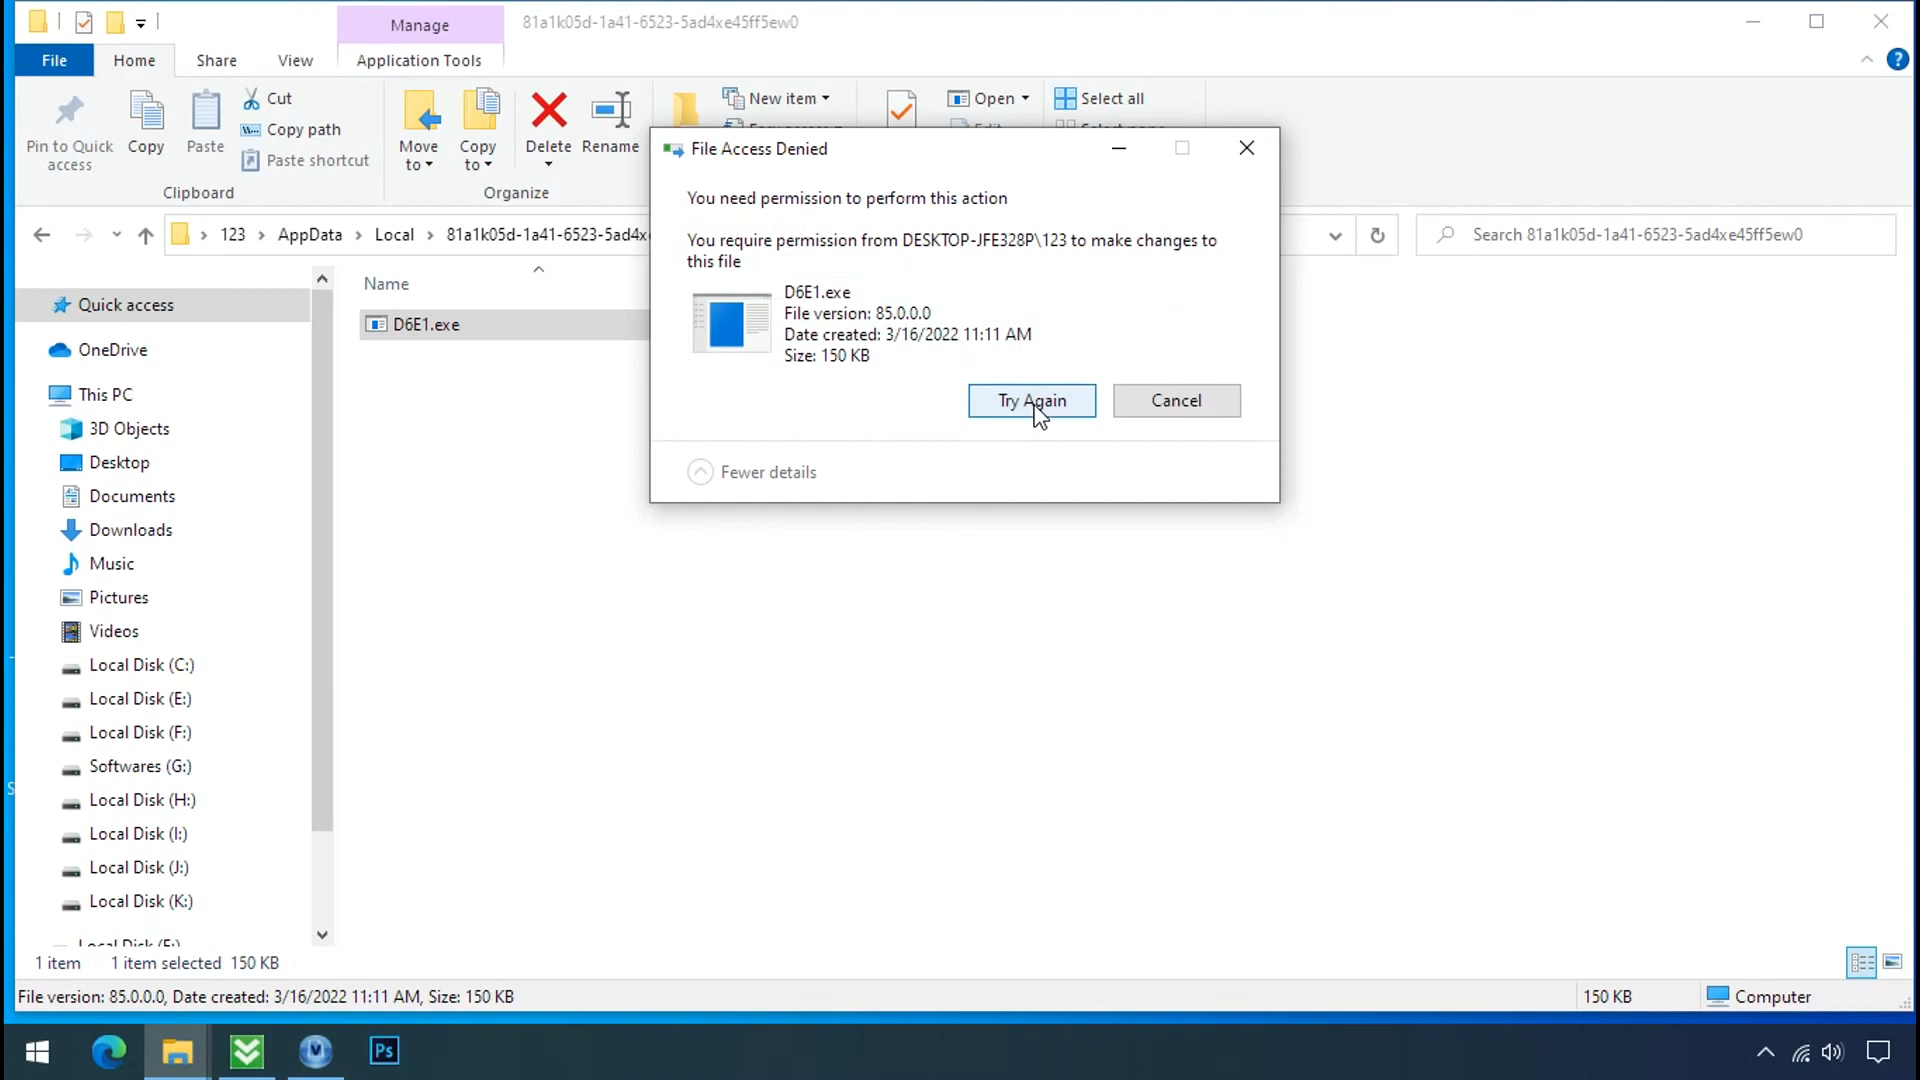 Manage
81a1k05d-1a41-6523-5ad4xe45ff5ew0
File
Home
Share
View
Application Tools
Pin to Quick access
Copy
Paste
Cut
Copy path
Paste shortcut
Clipboard
Move to
Copy to
Delete
Rename
Organize
New item
Open
Select all
123
AppData
Local
81a1k05d-1a41-6523-5ad4x
Search 81a1k05d-1a41-6523-5ad4xe45ff5ew0
Quick access
OneDrive
This PC
3D Objects
Desktop
Documents
Downloads
Music
Pictures
Videos
Local Disk (C:)
Local Disk (E:)
Local Disk (F:)
Softwares (G:)
Local Disk (H:)
Local Disk (I:)
Local Disk (J:)
Local Disk (K:)
Name
D6E1.exe
File Access Denied
You need permission to perform this action
You require permission from DESKTOP-JFE328P\123 to make changes to
this file
D6E1.exe
File version: 85.0.0.0
Date created: 3/16/2022 11:11 AM
Size: 150 KB
Try Again
Cancel
Fewer details
1 item
1 item selected 150 KB
File version: 85.0.0.0, Date created: 3/16/2022 11:11 AM, Size: 150 KB
150 KB
Computer
Ps